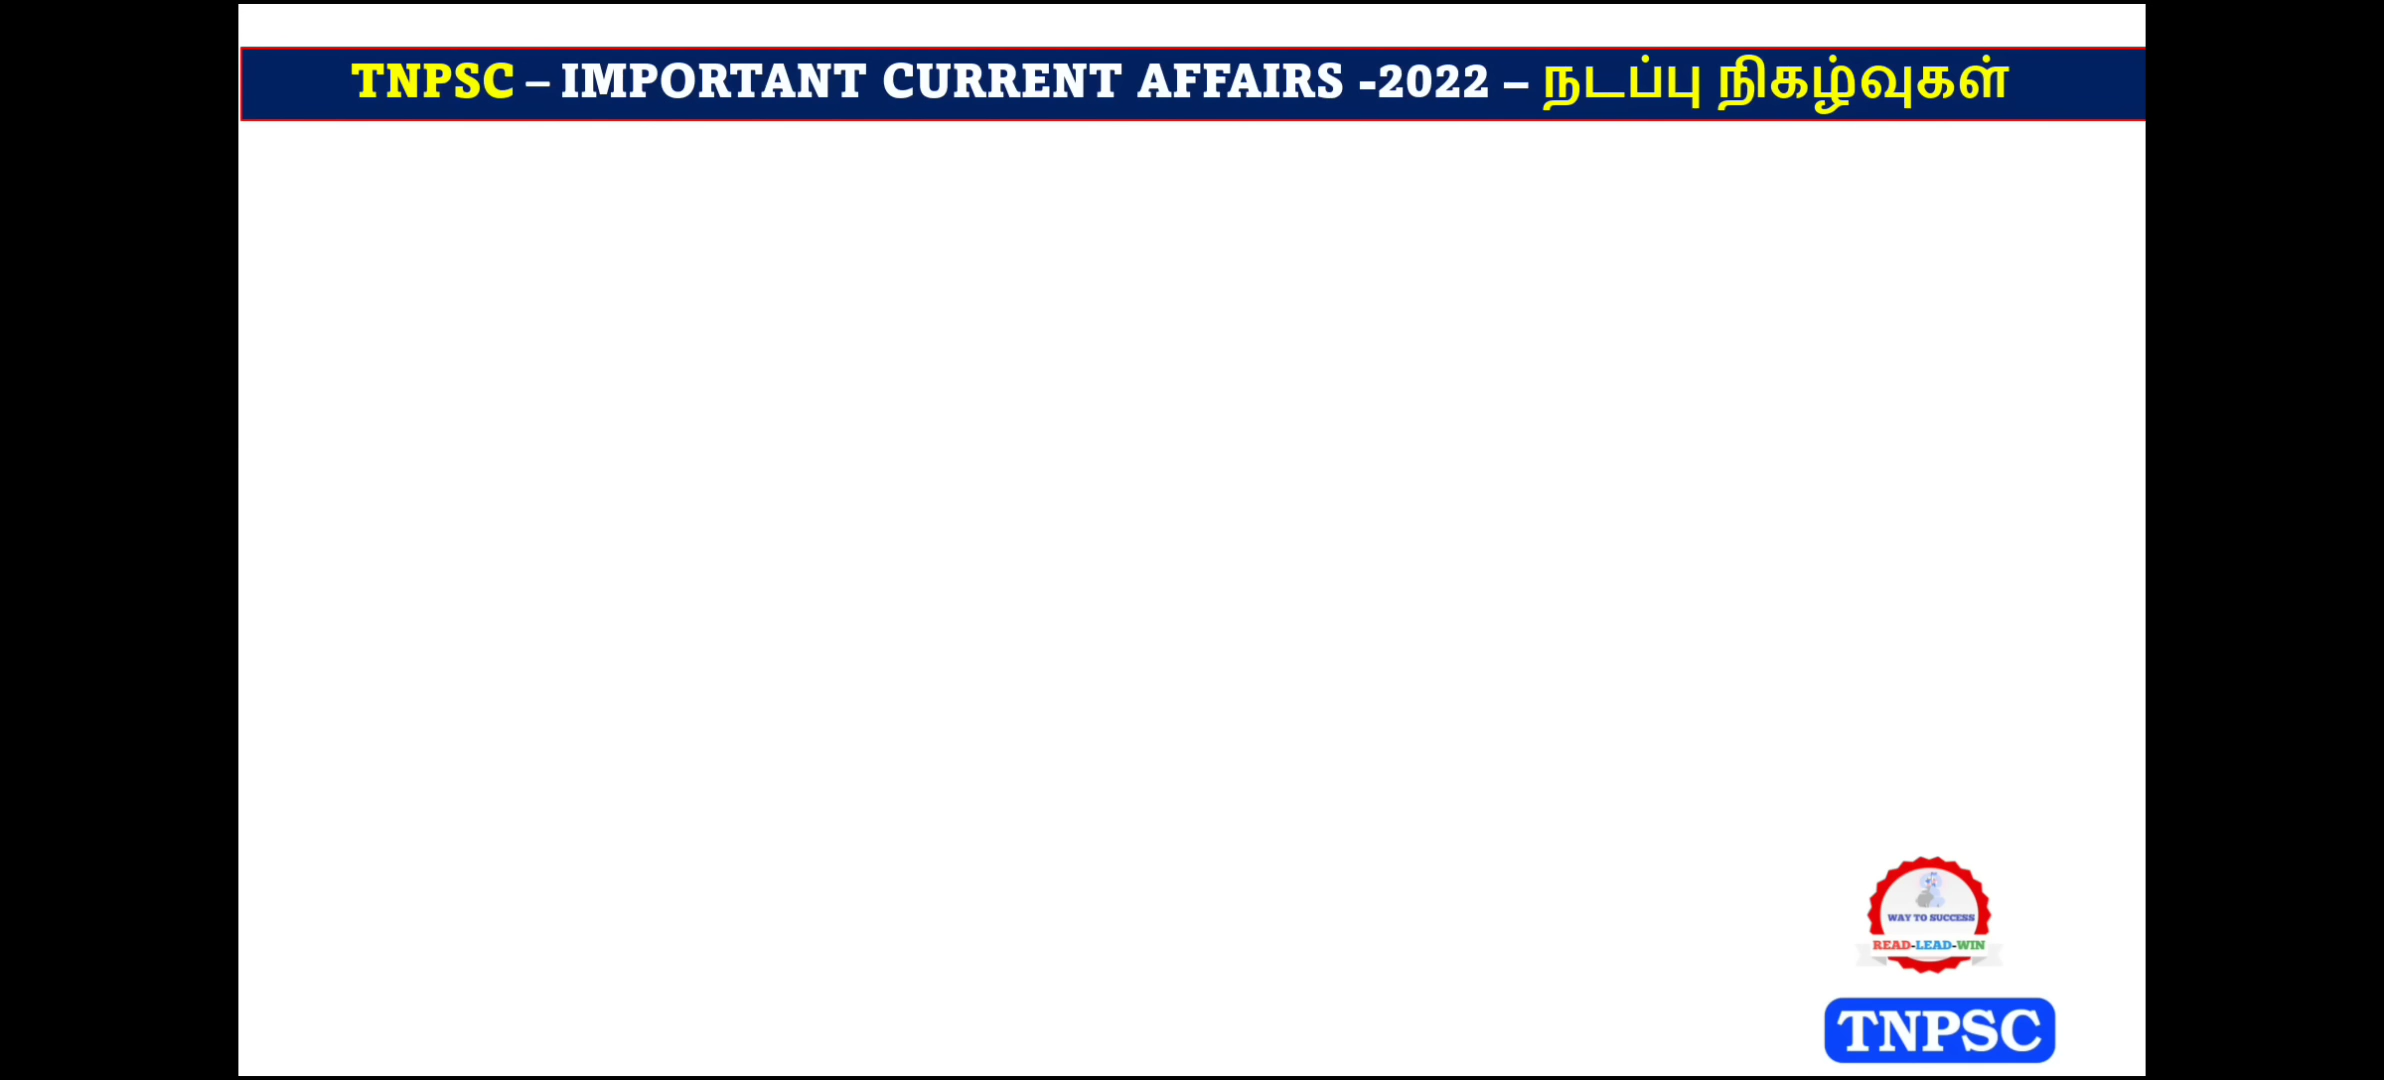 TNPSC – IMPORTANT CURRENT AFFAIRS -2022 – நடப்பு நிகழ்வுகள்
WAY TO SUCCESS
READ-LEAD-WIN
TNPSC